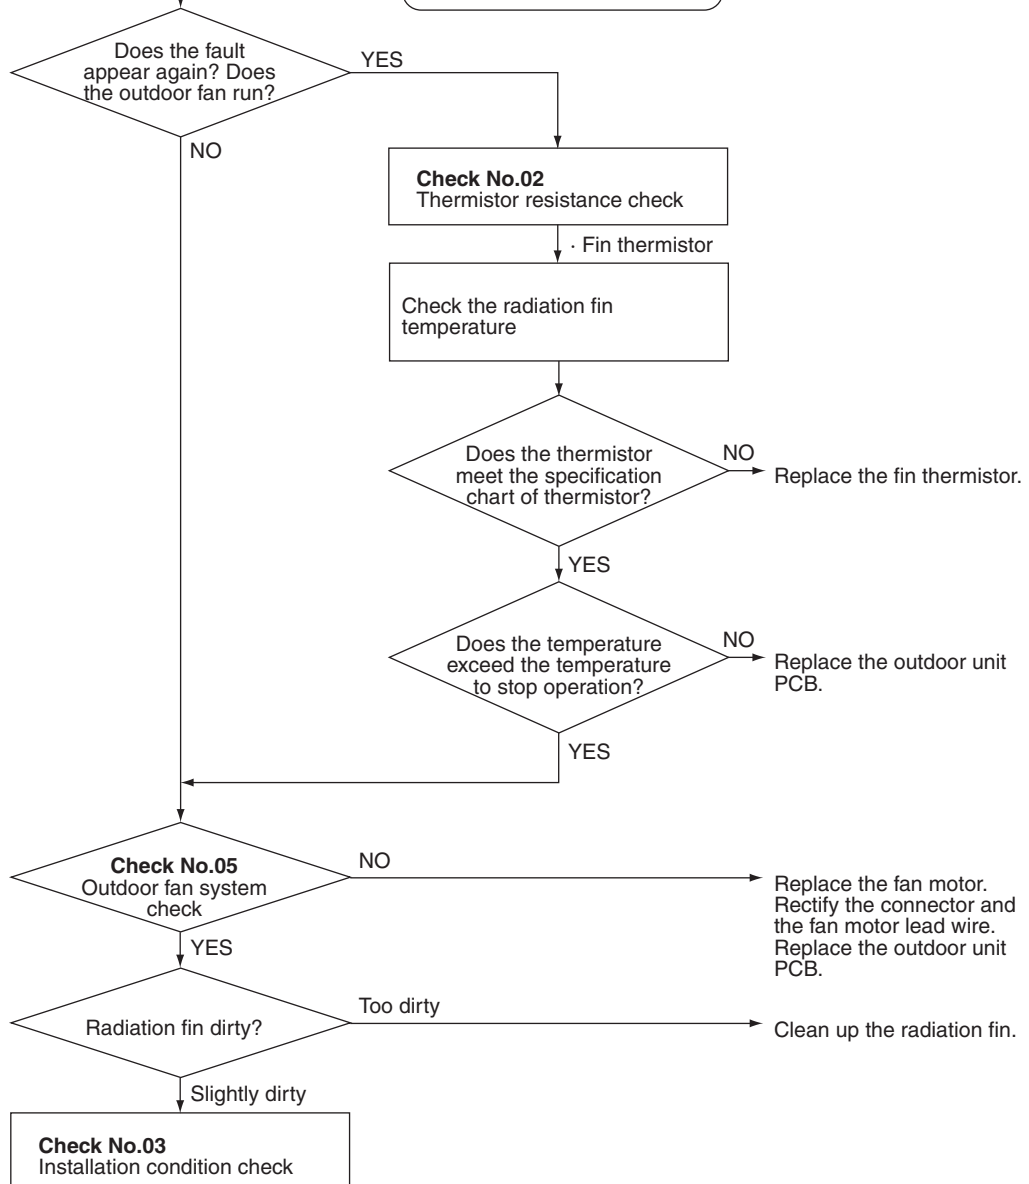 Does the fault
appear again? Does
the outdoor fan run?
YES
NO
Check No.02
Thermistor resistance check
· Fin thermistor
Check the radiation fin
temperature
Does the thermistor
meet the specification
chart of thermistor?
NO
Replace the fin thermistor.
YES
Does the temperature
exceed the temperature
to stop operation?
NO
Replace the outdoor unit
PCB.
YES
Check No.05
Outdoor fan system
check
NO
Replace the fan motor.
Rectify the connector and
the fan motor lead wire.
Replace the outdoor unit
PCB.
YES
Radiation fin dirty?
Too dirty
Clean up the radiation fin.
Slightly dirty
Check No.03
Installation condition check